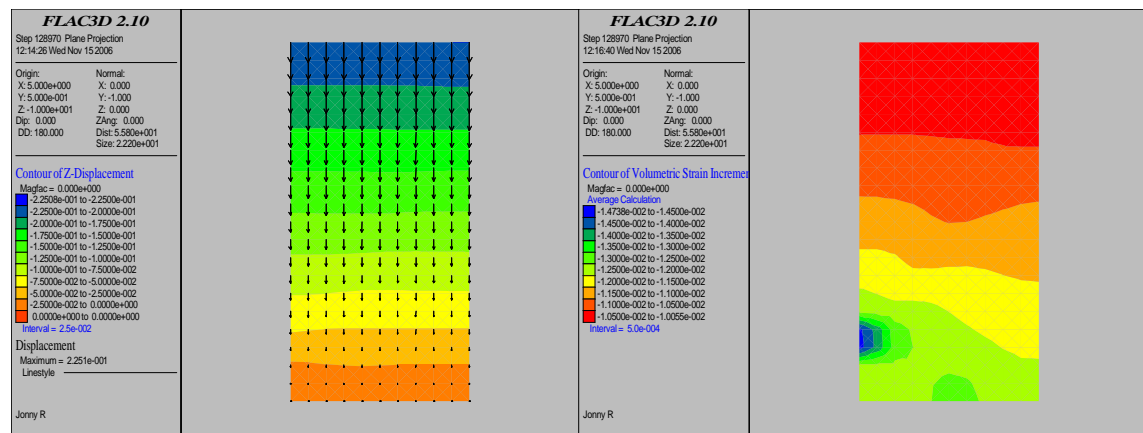 FLAC3D 2.10
Step 128970 Plane Projection
12:14:26 Wed Nov 15 2006
Origin: Normal:
X: 5.000e+000 X: 0.000
Y: 5.000e-001 Y: -1.000
Z: -1.000e+001 Z: 0.000
Dip: 0.000 ZAng: 0.000
DD: 180.000 Dist: 5.580e+001
Size: 2.220e+001
Contour of Z-Displacement
Magfac = 0.000e+000
-2.2508e-001 to -2.2500e-001
-2.2500e-001 to -2.0000e-001
-2.0000e-001 to -1.7500e-001
-1.7500e-001 to -1.5000e-001
-1.5000e-001 to -1.2500e-001
-1.2500e-001 to -1.0000e-001
-1.0000e-001 to -7.5000e-002
-7.5000e-002 to -5.0000e-002
-5.0000e-002 to -2.5000e-002
-2.5000e-002 to 0.0000e+000
0.0000e+000 to 0.0000e+000
Interval = 2.5e-002
Displacement
Maximum = 2.251e-001
Linestyle
Jonny R
FLAC3D 2.10
Step 128970 Plane Projection
12:16:40 Wed Nov 15 2006
Origin: Normal:
X: 5.000e+000 X: 0.000
Y: 5.000e-001 Y: -1.000
Z: -1.000e+001 Z: 0.000
Dip: 0.000 ZAng: 0.000
DD: 180.000 Dist: 5.580e+001
Size: 2.220e+001
Contour of Volumetric Strain Incremen
Magfac = 0.000e+000
Average Calculation
-1.4738e-002 to -1.4500e-002
-1.4500e-002 to -1.4000e-002
-1.4000e-002 to -1.3500e-002
-1.3500e-002 to -1.3000e-002
-1.3000e-002 to -1.2500e-002
-1.2500e-002 to -1.2000e-002
-1.2000e-002 to -1.1500e-002
-1.1500e-002 to -1.1000e-002
-1.1000e-002 to -1.0500e-002
-1.0500e-002 to -1.0055e-002
Interval = 5.0e-004
Jonny R